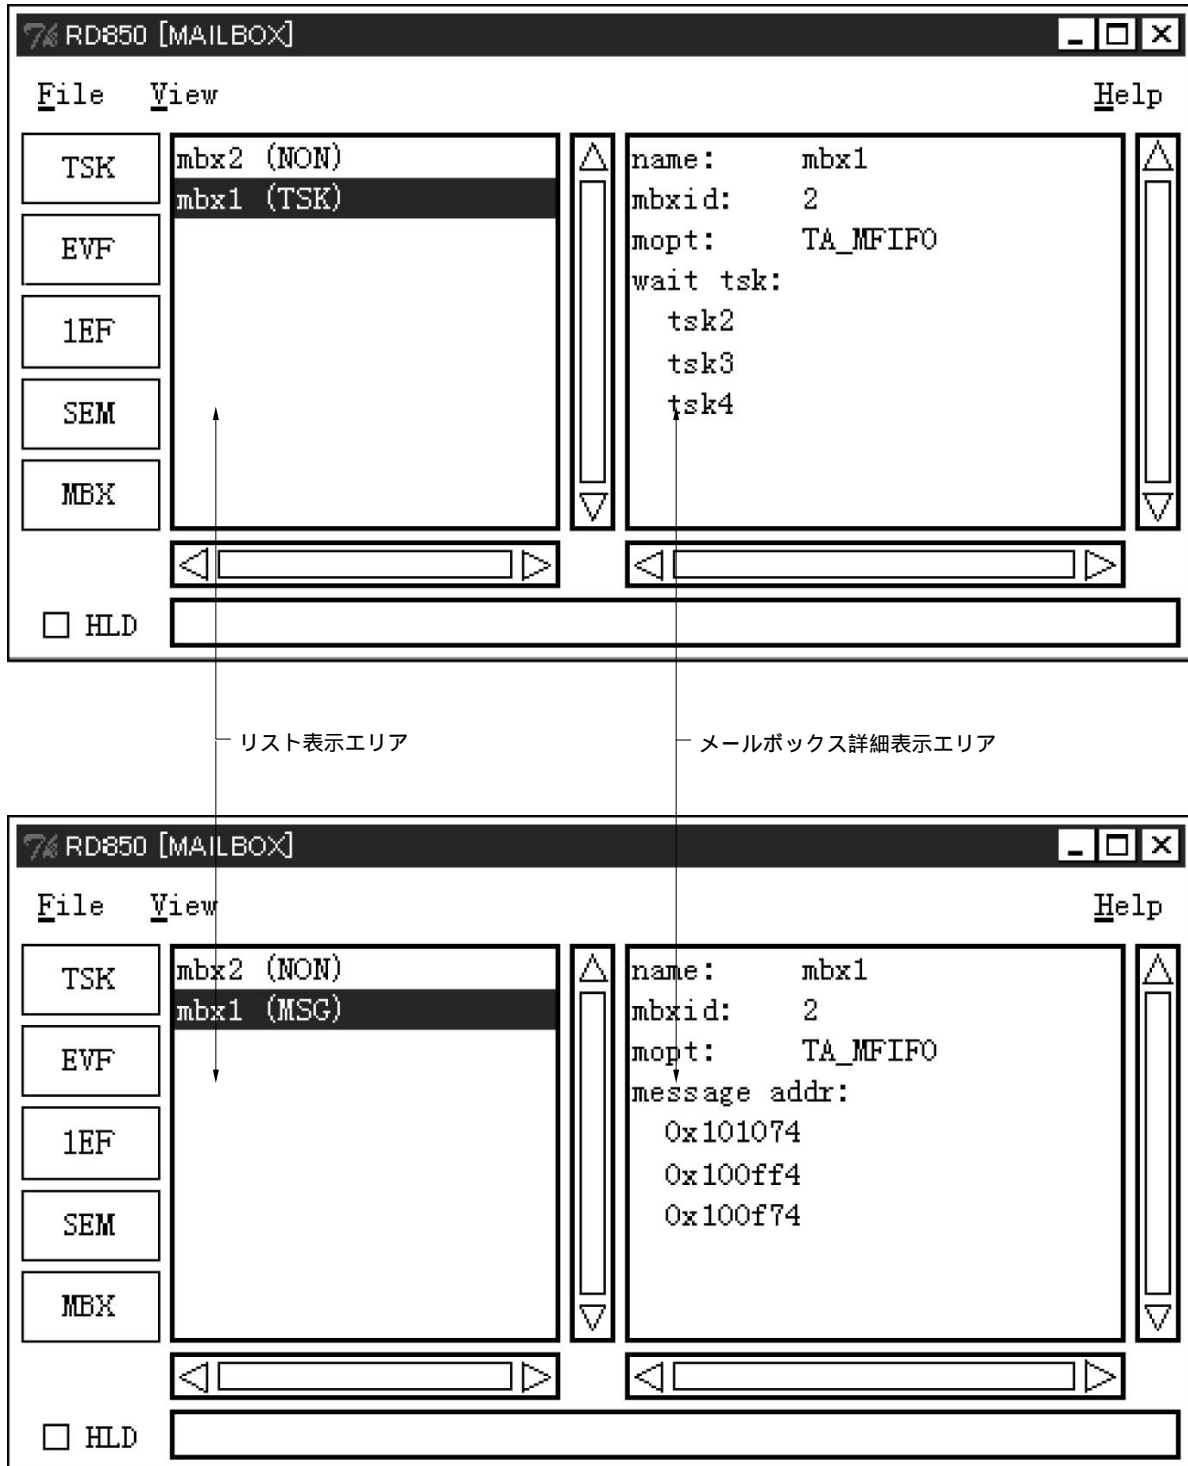 RD850 [MAILBOX]
File View Help
TSK
EVF
1EF
SEM
MBX
mbx2 (NON)
mbx1 (TSK)
name: mbx1
mbxid: 2
mopt: TA_MFIFO
wait tsk:
tsk2
tsk3
tsk4
HLD
リスト表示エリア
メールボックス詳細表示エリア
RD850 [MAILBOX]
File View Help
TSK
EVF
1EF
SEM
MBX
mbx2 (NON)
mbx1 (MSG)
name: mbx1
mbxid: 2
mopt: TA_MFIFO
message addr:
0x101074
0x100ff4
0x100f74
HLD